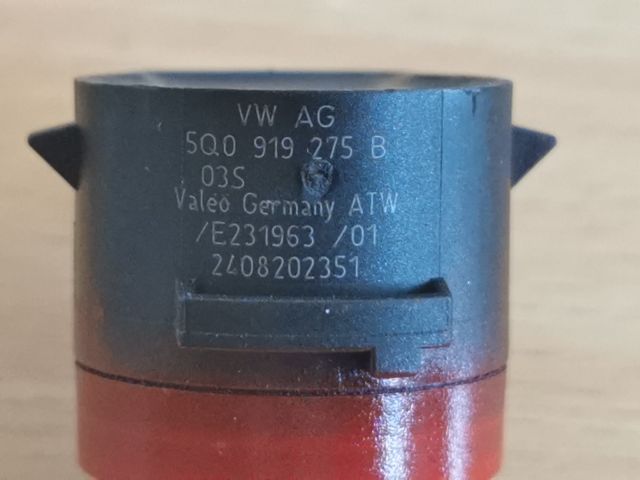 VW AG
5Q0 919 275 B
03S
Valeo Germany ATW
/E231963 /01
2408202351